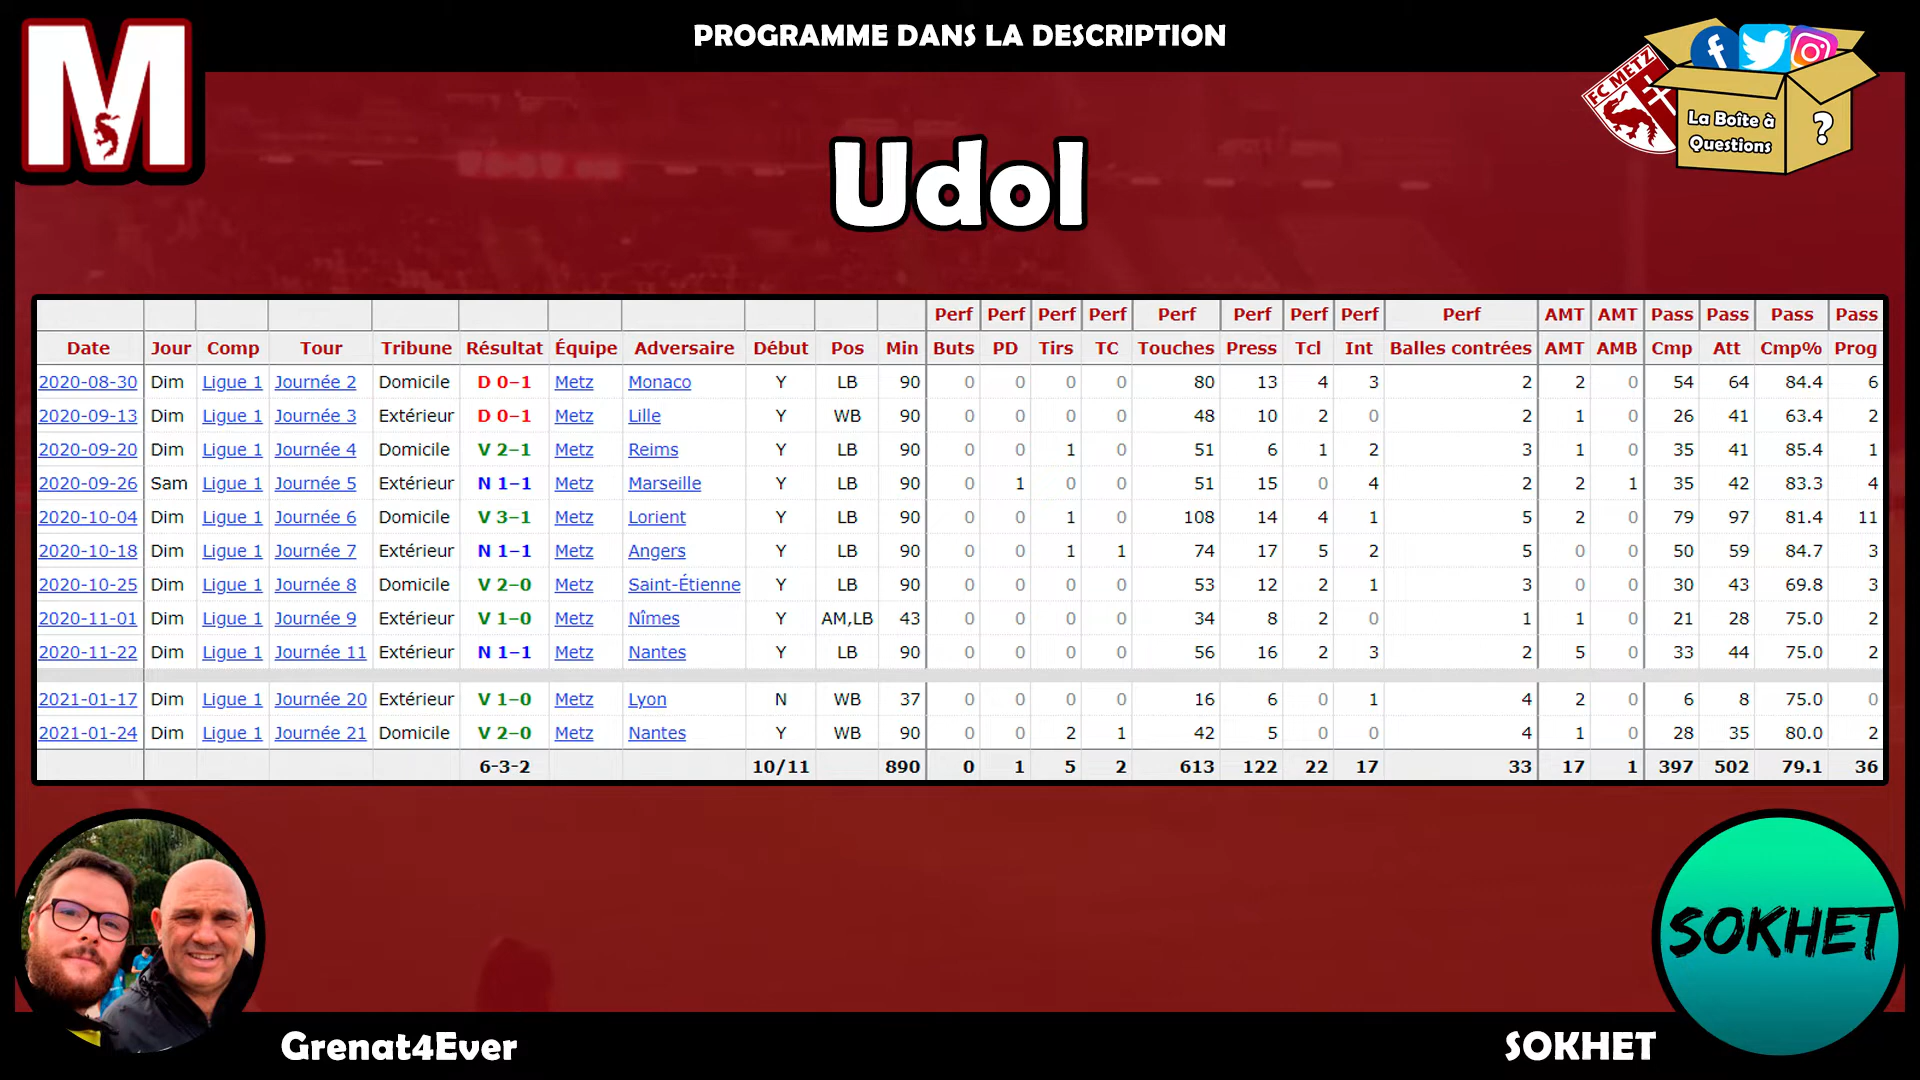 PROGRAMME DANS LA DESCRIPTION
M
FC METZ
La Boîte à
Questions
?
Udol
Perf Perf Perf Perf Perf Perf Perf Perf Perf AMT AMT Pass Pass Pass Pass
Date Jour Comp Tour Tribune Résultat Équipe Adversaire Début Pos Min Buts PD Tirs TC Touches Press Tcl Int Balles contrées AMT AMB Cmp Att Cmp% Prog
2020-08-30 Dim Ligue 1 Journée 2 Domicile D 0–1 Metz Monaco Y LB 90 0 0 0 0 80 13 4 3 2 2 0 54 64 84.4 6
2020-09-13 Dim Ligue 1 Journée 3 Extérieur D 0–1 Metz Lille Y WB 90 0 0 0 0 48 10 2 0 2 1 0 26 41 63.4 2
2020-09-20 Dim Ligue 1 Journée 4 Domicile V 2–1 Metz Reims Y LB 90 0 0 1 0 51 6 1 2 3 1 0 35 41 85.4 1
2020-09-26 Sam Ligue 1 Journée 5 Extérieur N 1–1 Metz Marseille Y LB 90 0 1 0 0 51 15 0 4 2 2 1 35 42 83.3 4
2020-10-04 Dim Ligue 1 Journée 6 Domicile V 3–1 Metz Lorient Y LB 90 0 0 1 0 108 14 4 1 5 2 0 79 97 81.4 11
2020-10-18 Dim Ligue 1 Journée 7 Extérieur N 1–1 Metz Angers Y LB 90 0 0 1 1 74 17 5 2 5 0 0 50 59 84.7 3
2020-10-25 Dim Ligue 1 Journée 8 Domicile V 2–0 Metz Saint-Étienne Y LB 90 0 0 0 0 53 12 2 1 3 0 0 30 43 69.8 3
2020-11-01 Dim Ligue 1 Journée 9 Extérieur V 1–0 Metz Nîmes Y AM,LB 43 0 0 0 0 34 8 2 0 1 1 0 21 28 75.0 2
2020-11-22 Dim Ligue 1 Journée 11 Extérieur N 1–1 Metz Nantes Y LB 90 0 0 0 0 56 16 2 3 2 5 0 33 44 75.0 2
2021-01-17 Dim Ligue 1 Journée 20 Extérieur V 1–0 Metz Lyon N WB 37 0 0 0 0 16 6 0 1 4 2 0 6 8 75.0 0
2021-01-24 Dim Ligue 1 Journée 21 Domicile V 2–0 Metz Nantes Y WB 90 0 0 2 1 42 5 0 0 4 1 0 28 35 80.0 2
6-3-2 10/11 890 0 1 5 2 613 122 22 17 33 17 1 397 502 79.1 36
SOKHET
Grenat4Ever
SOKHET